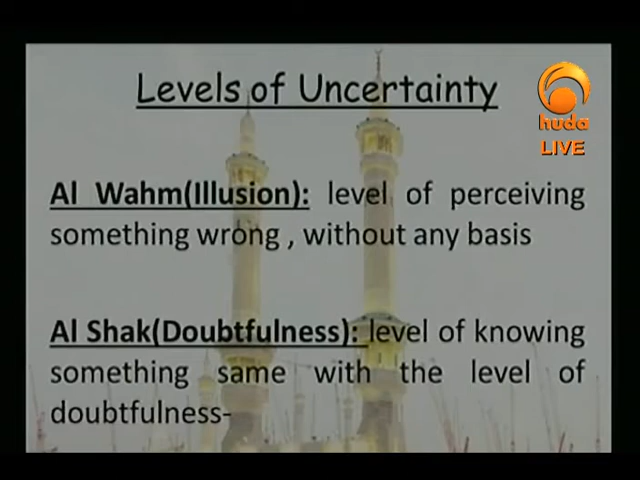 Levels of Uncertainty
huda
LIVE
Al Wahm(Illusion): level of perceiving
something wrong , without any basis
Al Shak(Doubtfulness): level of knowing
something same with the level of
doubtfulness-